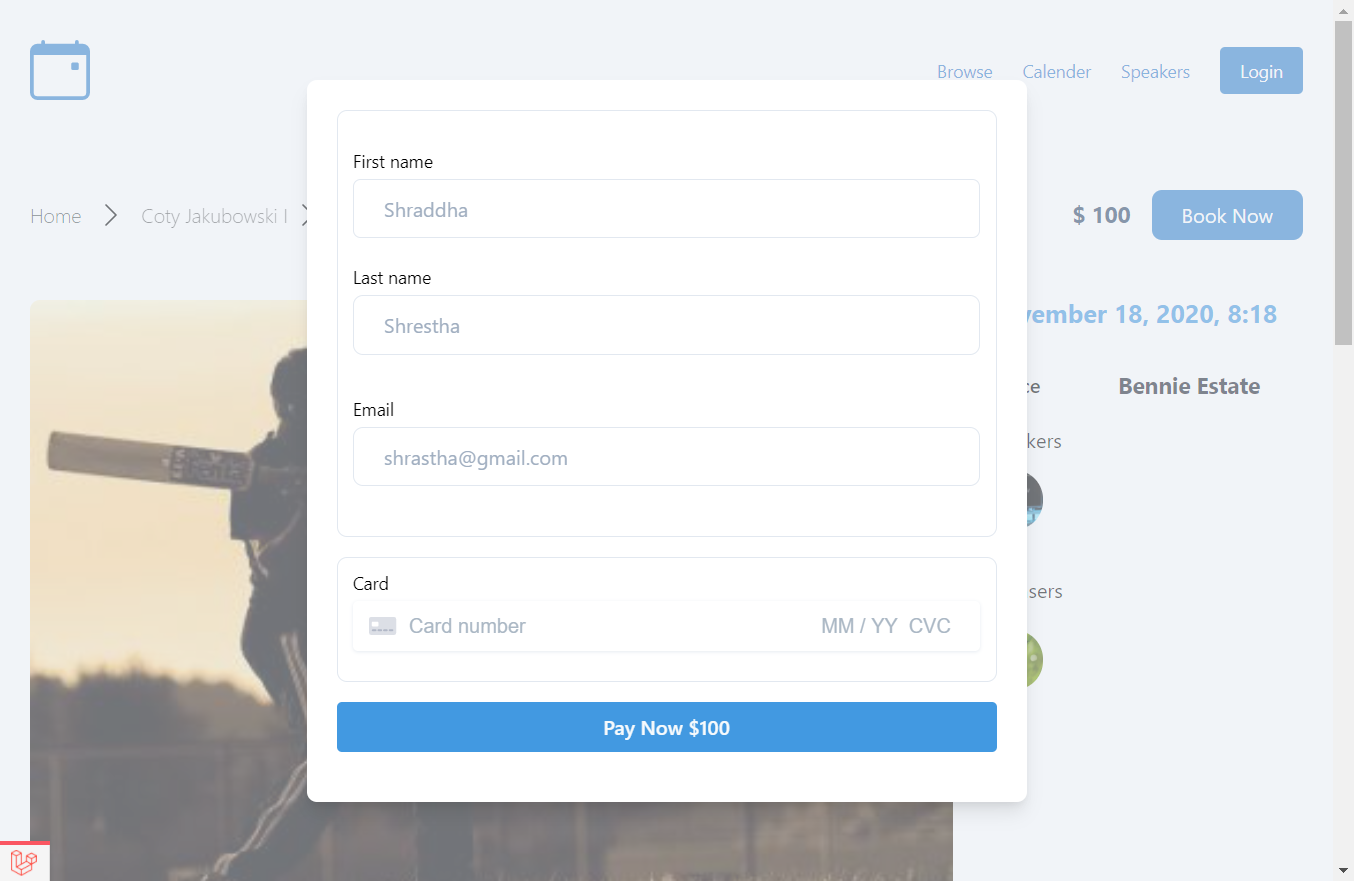 Browse Calender Speakers Login
Home Coty Jakubowski I
$ 100 Book Now
First name
Shraddha
Last name
Shrestha
Email
shrastha@gmail.com
Card
Card number MM / YY CVC
Pay Now $100
vember 18, 2020, 8:18
ce Bennie Estate
kers
sers